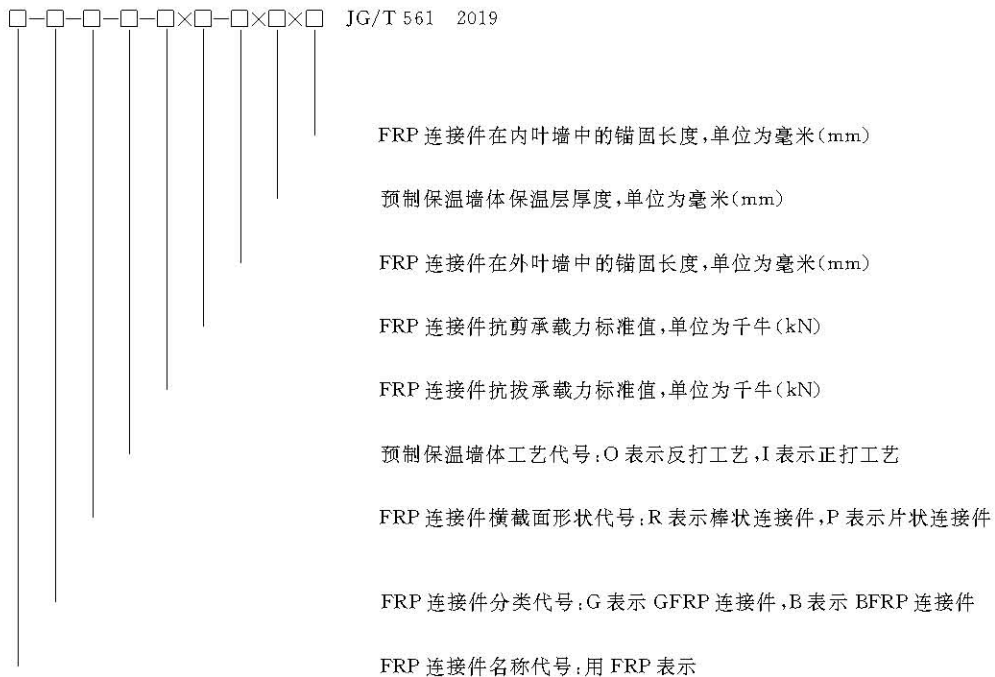 □-□-□-□-□×□-□×□×□ JG/T 561 2019
FRP 连接件在内叶墙中的锚固长度,单位为毫米(mm)
预制保温墙体保温层厚度,单位为毫米(mm)
FRP 连接件在外叶墙中的锚固长度,单位为毫米(mm)
FRP 连接件抗剪承载力标准值,单位为千牛(kN)
FRP 连接件抗拔承载力标准值,单位为千牛(kN)
预制保温墙体工艺代号:O 表示反打工艺,I 表示正打工艺
FRP 连接件横截面形状代号:R 表示棒状连接件,P 表示片状连接件
FRP 连接件分类代号:G 表示 GFRP 连接件,B 表示 BFRP 连接件
FRP 连接件名称代号:用 FRP 表示